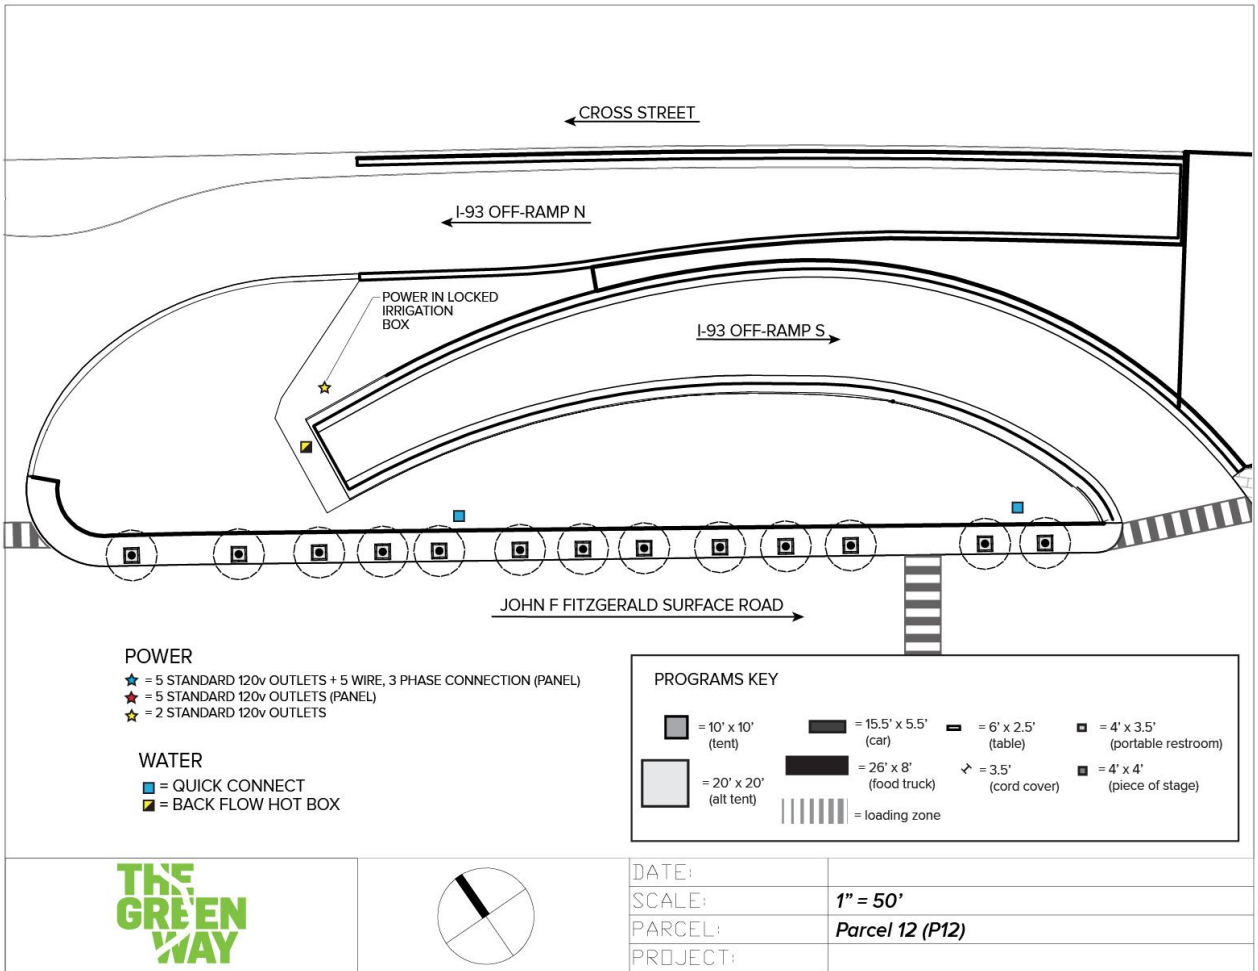 CROSS STREET
I-93 OFF-RAMP N
POWER IN LOCKED
IRRIGATION
BOX
I-93 OFF-RAMP S
JOHN F FITZGERALD SURFACE ROAD
POWER
= 5 STANDARD 120v OUTLETS + 5 WIRE, 3 PHASE CONNECTION (PANEL)
= 5 STANDARD 120v OUTLETS (PANEL)
= 2 STANDARD 120v OUTLETS
WATER
= QUICK CONNECT
= BACK FLOW HOT BOX
PROGRAMS KEY
= 10' x 10'
(tent)
= 20' x 20'
(alt tent)
= 15.5' x 5.5'
(car)
= 26' x 8'
(food truck)
= loading zone
= 6' x 2.5'
(table)
= 3.5'
(cord cover)
= 4' x 3.5'
(portable restroom)
= 4' x 4'
(piece of stage)
THE
GREEN
WAY
DATE:
SCALE: 1" = 50'
PARCEL: Parcel 12 (P12)
PROJECT: